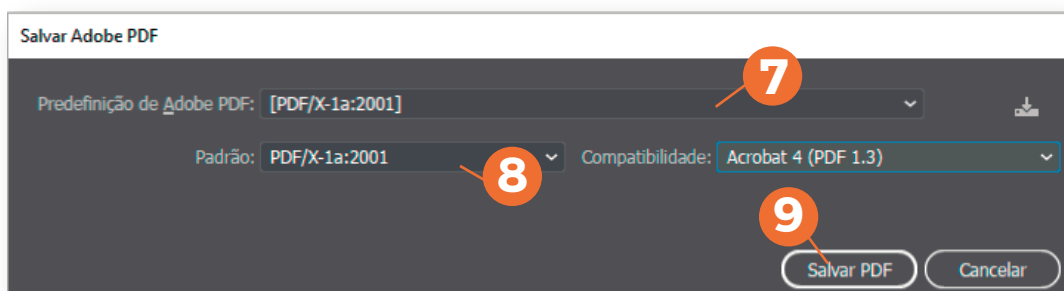 Salvar Adobe PDF
7
Predefinição de Adobe PDF: [PDF/X-1a:2001]
Padrão: PDF/X-1a:2001 Compatibilidade: Acrobat 4 (PDF 1.3)
8
9
Salvar PDF Cancelar